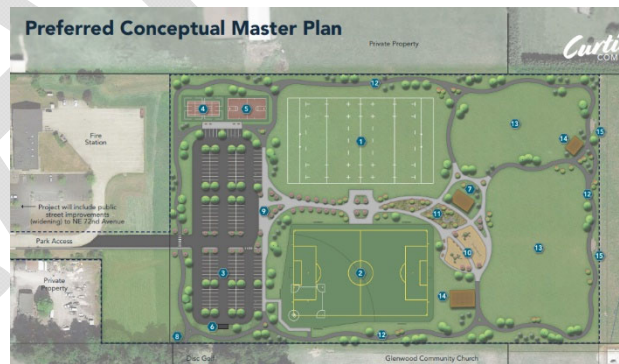 Preferred Conceptual Master Plan
Private Property
Curti
COM
12
4
5
13
1
14
15
Fire
Station
7
12
Project will include public
street improvements
(widening) to NE 72nd Avenue
9
11
Park Access
10
13
15
3
2
Private
Property
14
6
8
12
Disc Golf
Glenwood Community Church